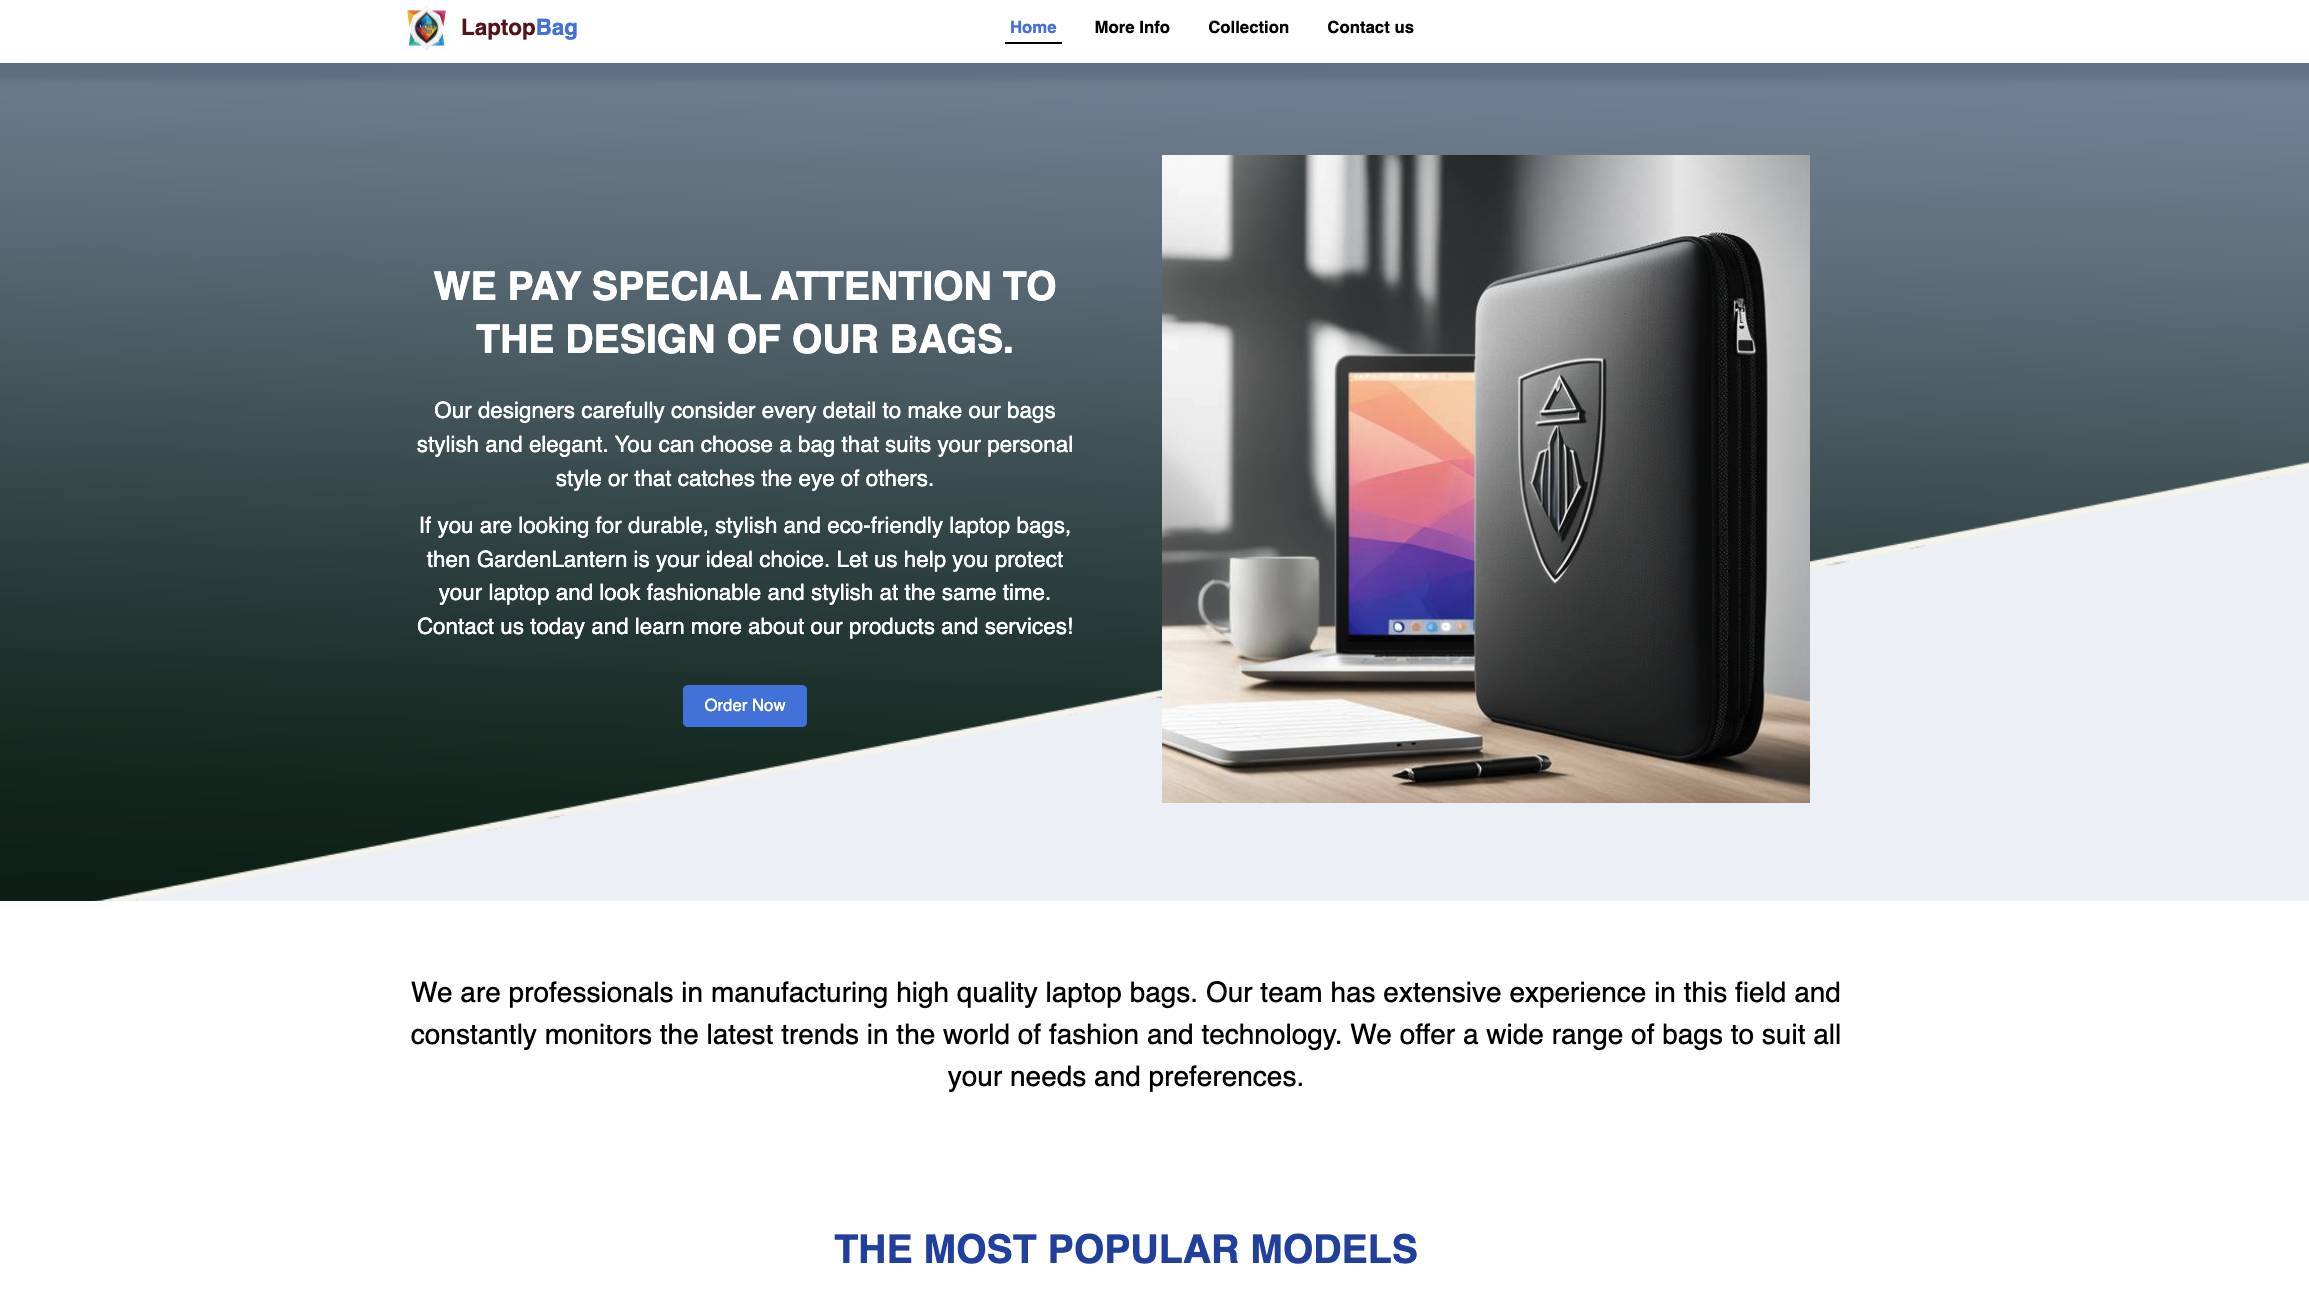 LaptopBag
Home
More Info
Collection
Contact us
WE PAY SPECIAL ATTENTION TO
THE DESIGN OF OUR BAGS.
Our designers carefully consider every detail to make our bags
stylish and elegant. You can choose a bag that suits your personal
style or that catches the eye of others.
If you are looking for durable, stylish and eco-friendly laptop bags,
then GardenLantern is your ideal choice. Let us help you protect
your laptop and look fashionable and stylish at the same time.
Contact us today and learn more about our products and services!
Order Now
We are professionals in manufacturing high quality laptop bags. Our team has extensive experience in this field and
constantly monitors the latest trends in the world of fashion and technology. We offer a wide range of bags to suit all
your needs and preferences.
THE MOST POPULAR MODELS